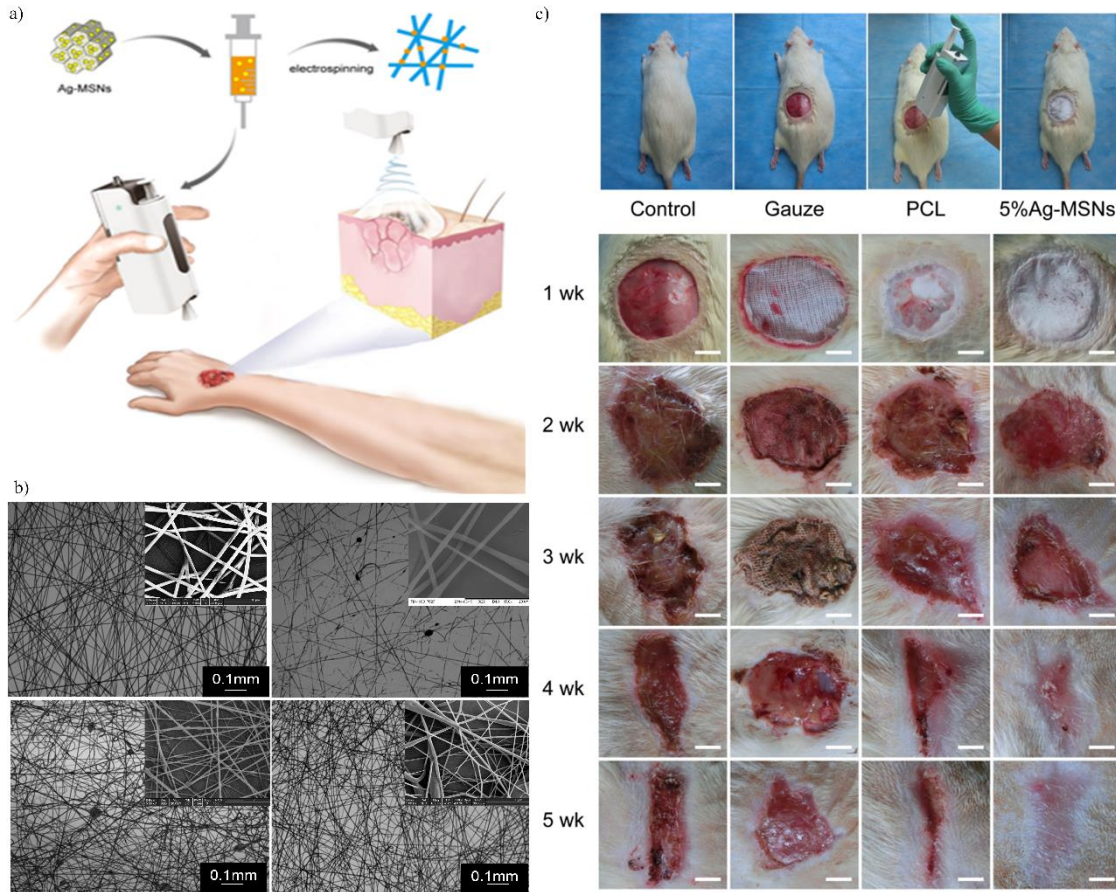 a)
Ag-MSNs
electrospinning
b)
0.1mm
0.1mm
0.1mm
0.1mm
c)
Control
Gauze
PCL
5%Ag-MSNs
1 wk
2 wk
3 wk
4 wk
5 wk